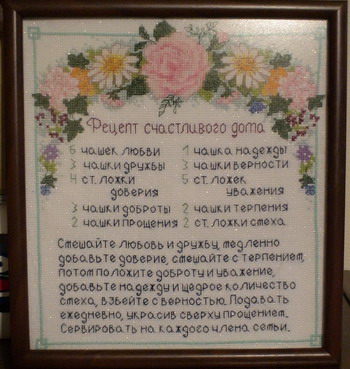 Рецепт счастливого дома
6 чашек любви 1 чашка надежды
3 чашки дружбы 3 чашки верности
4 ст. ложки 5 ст. ложек
доверия уважения
3 чашки доброты 2 чашки терпения
2 чашки прощения 2 ст. ложки смеха
Смешайте любовь и дружбу, медленно
добавьте доверие, смешайте с терпением,
потом положите доброту и уважение,
добавьте надежду и щедрое количество
смеха, взбейте с верностью. Подавать
ежедневно, украсив сверху прощением.
Сервировать на каждого члена семьи.